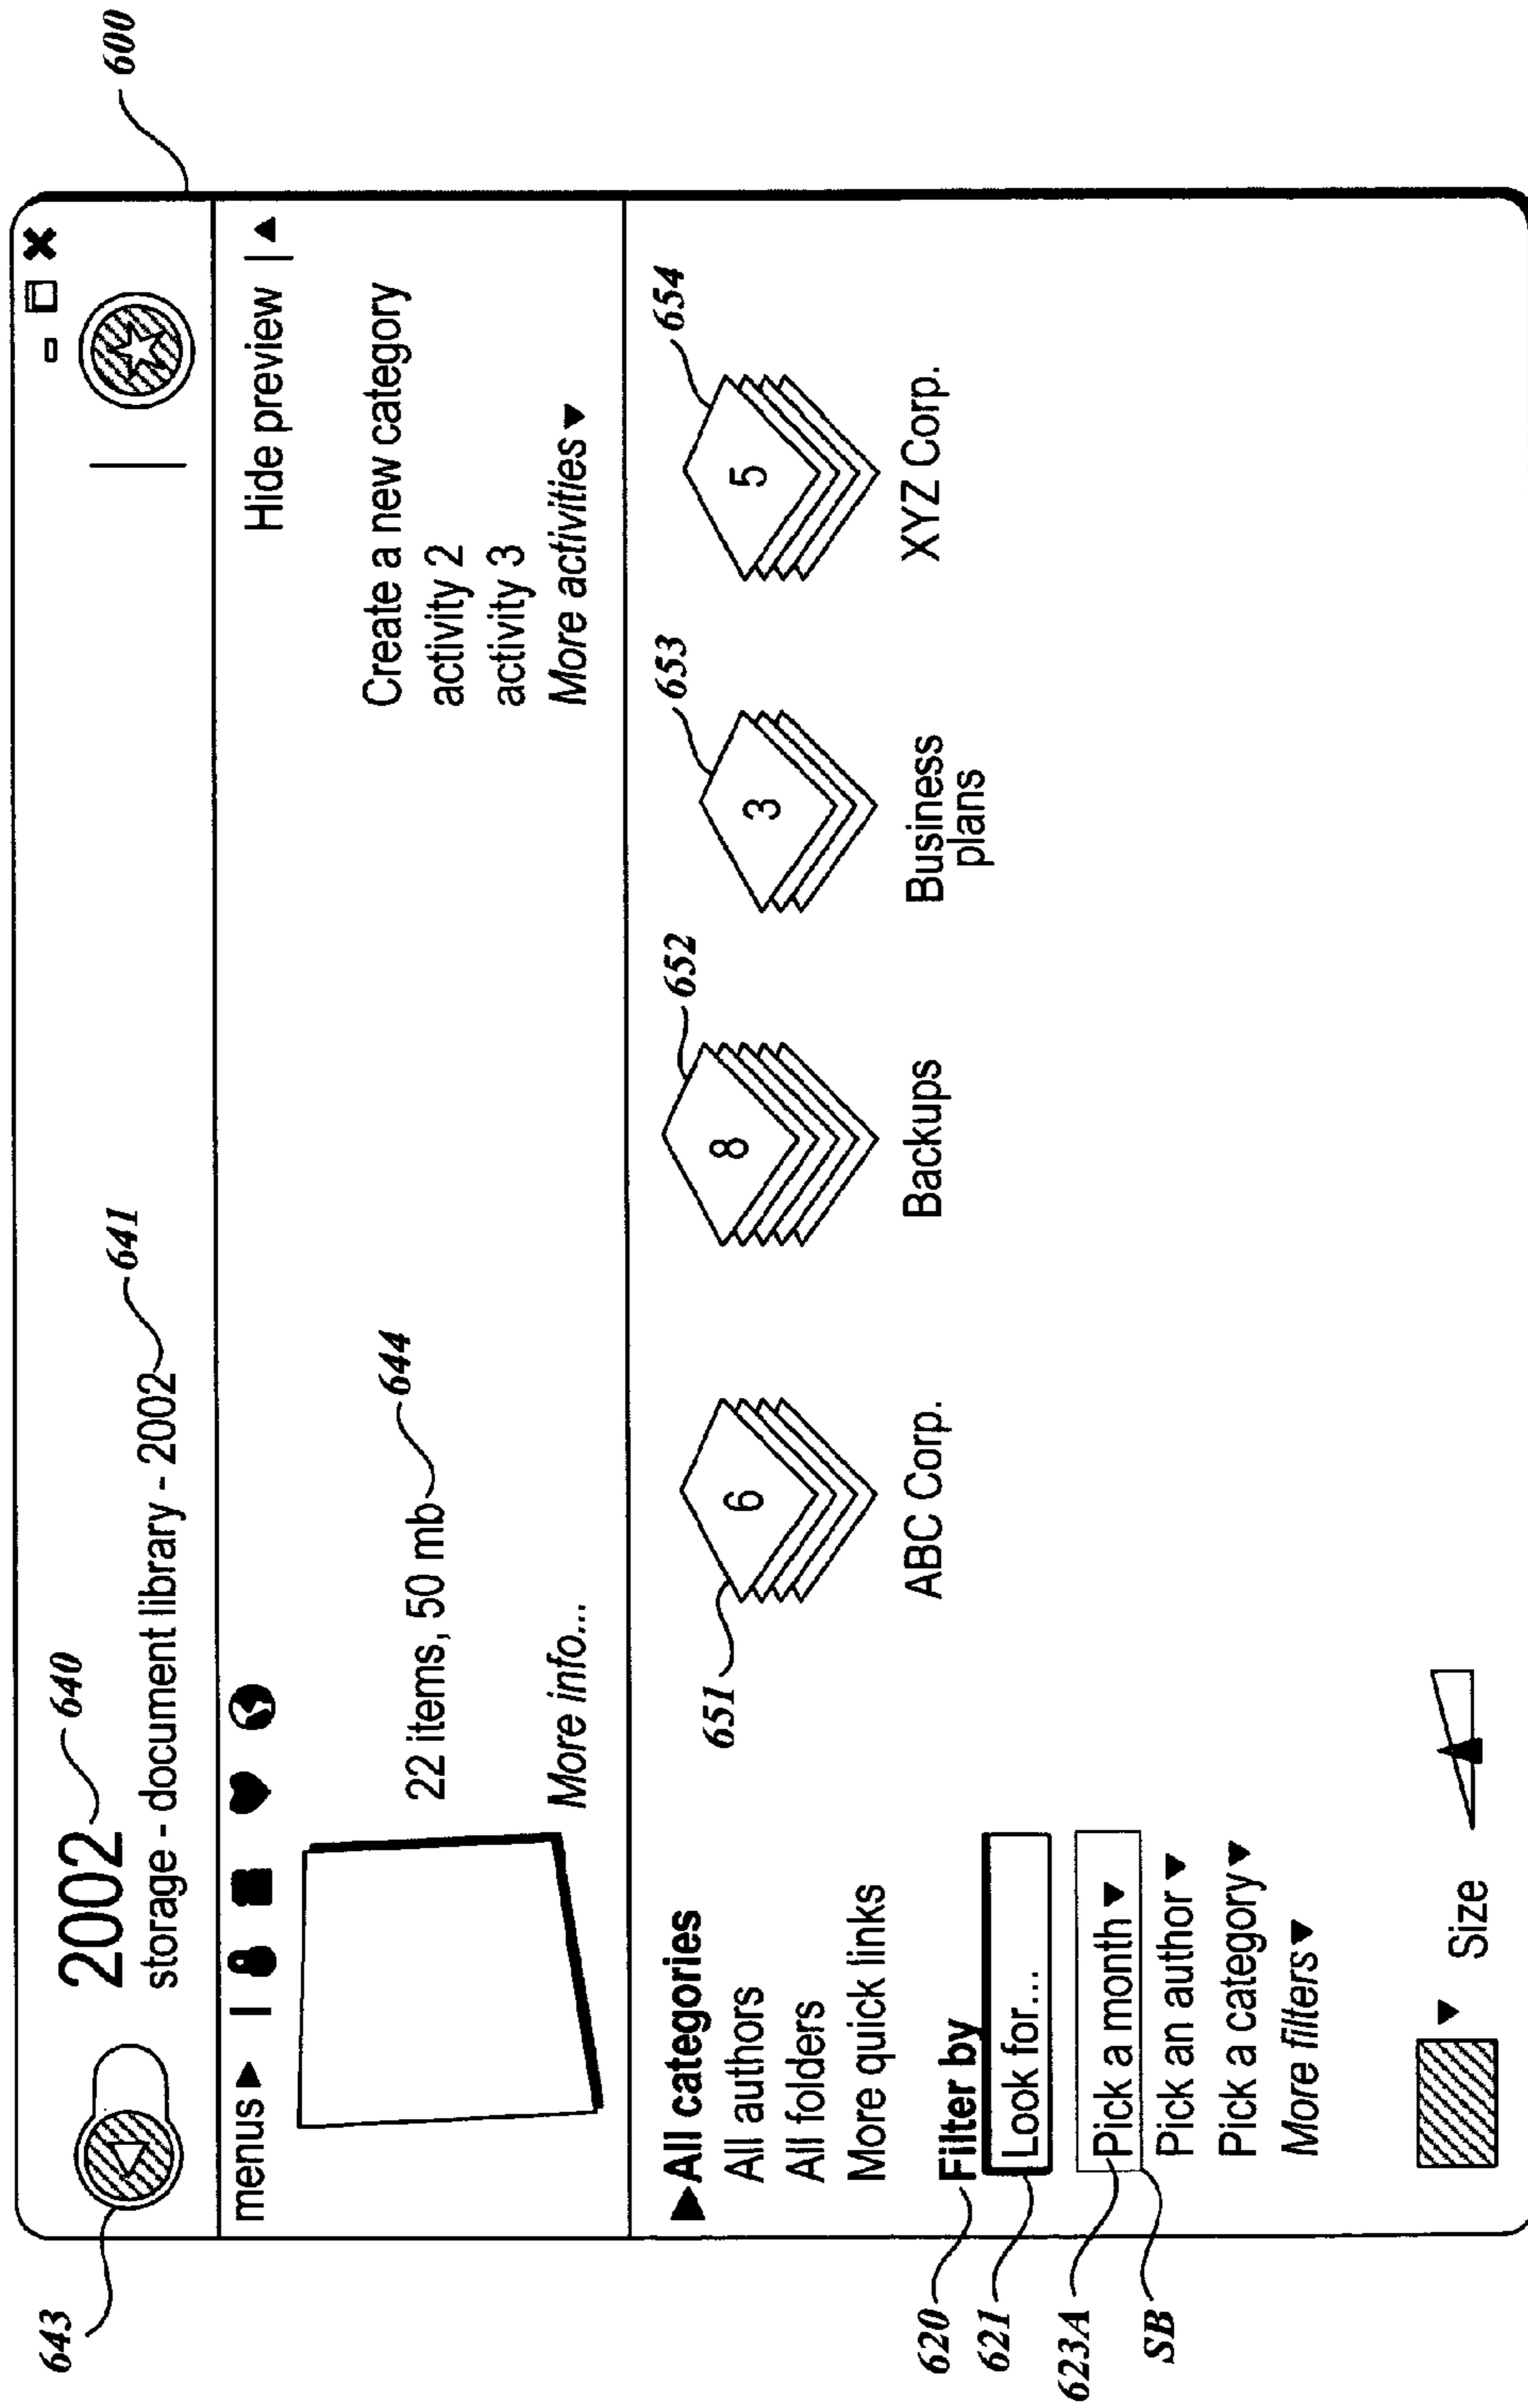 600
643
2002
640
storage - document library - 2002
641
menus
Hide preview
22 items, 50 mb
644
More info...
Create a new category
activity 2
activity 3
More activities
All categories
All authors
All folders
More quick links
620
Filter by
621
Look for...
623A
Pick a month
SB
Pick an author
Pick a category
More filters
Size
651
6
ABC Corp.
652
8
Backups
653
3
Business
plans
654
5
XYZ Corp.